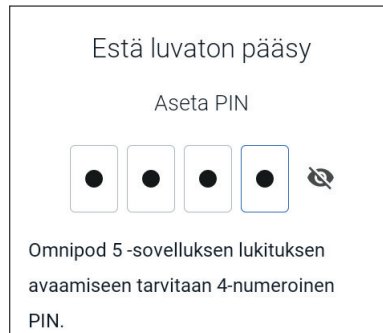 Estä luvaton pääsy
Aseta PIN
Omnipod 5 -sovelluksen lukituksen
avaamiseen tarvitaan 4-numeroinen
PIN.